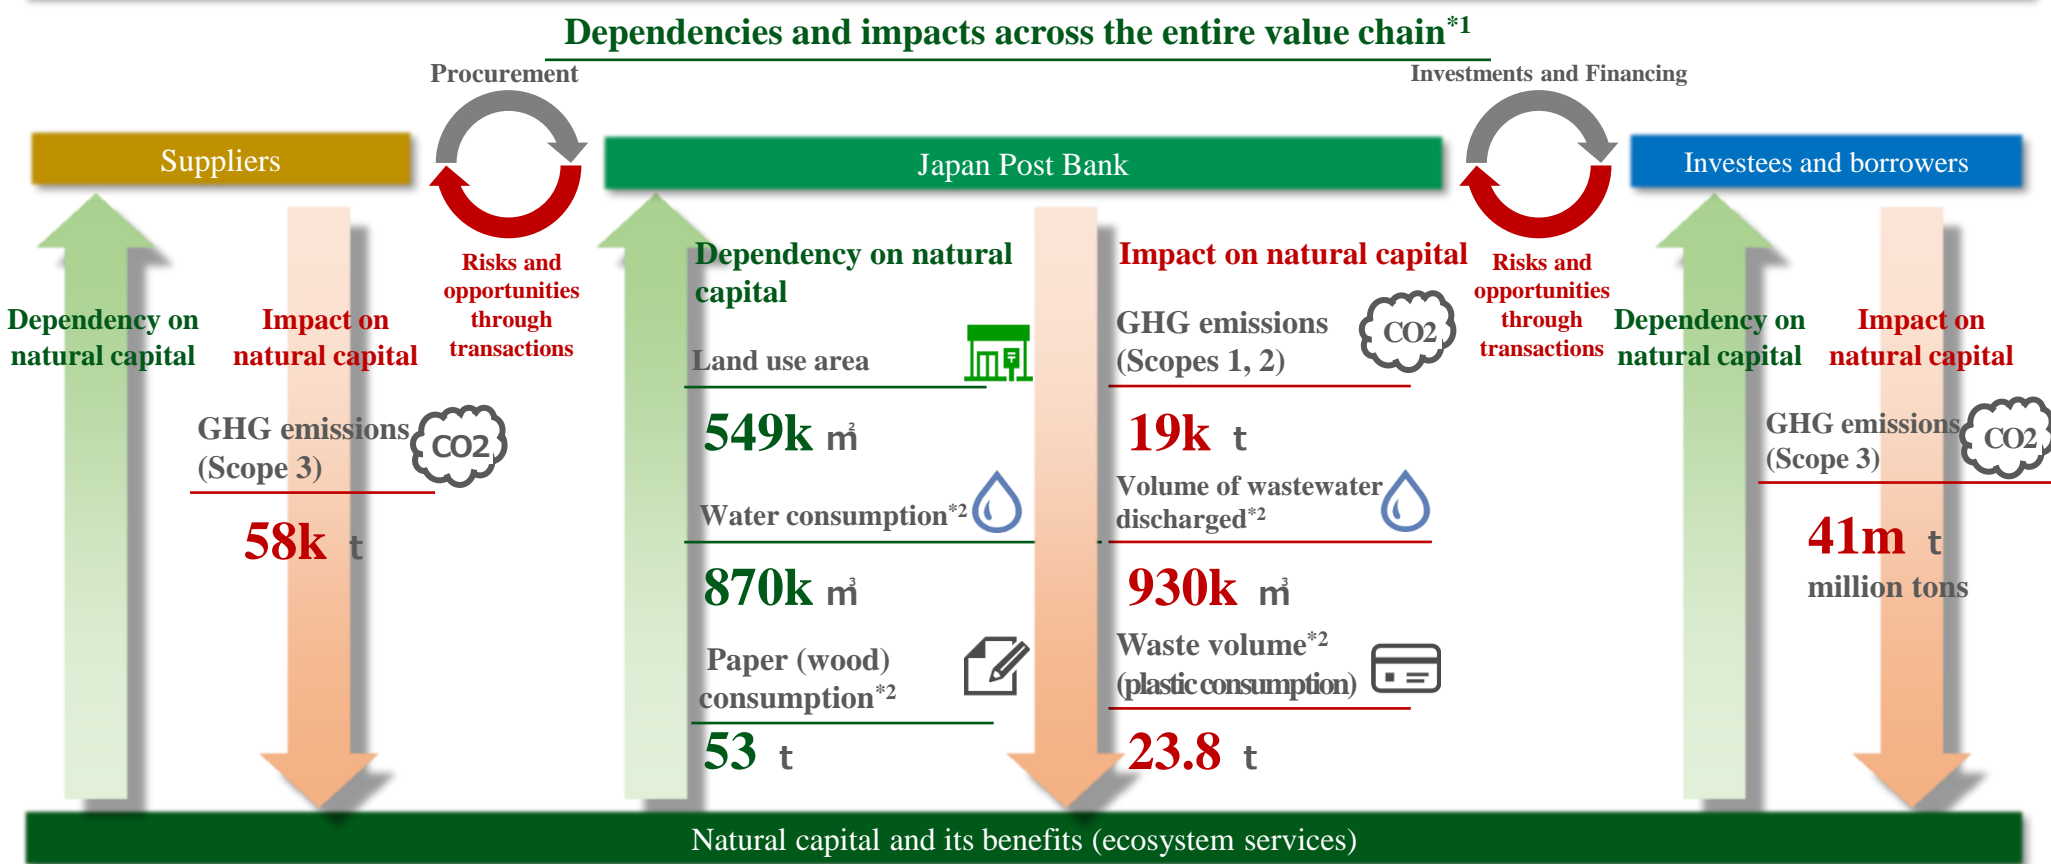 Dependencies and impacts across the entire value chain*1
Procurement
Investments and Financing
Suppliers
Japan Post Bank
Investees and borrowers
Risks and
opportunities
through
transactions
Risks and
opportunities
through
transactions
Dependency on
natural capital
Impact on
natural capital
GHG emissions
(Scope 3)
CO2
58k t
Dependency on natural
capital
Land use area
549k ㎡
Water consumption*2
870k ㎥
Paper (wood)
consumption*2
53 t
Impact on natural capital
GHG emissions
(Scopes 1, 2)
CO2
19k t
Volume of wastewater
discharged*2
930k ㎥
Waste volume*2
(plastic consumption)
23.8 t
Dependency on
natural capital
Impact on
natural capital
GHG emissions
(Scope 3)
CO2
41m t
million tons
Natural capital and its benefits (ecosystem services)